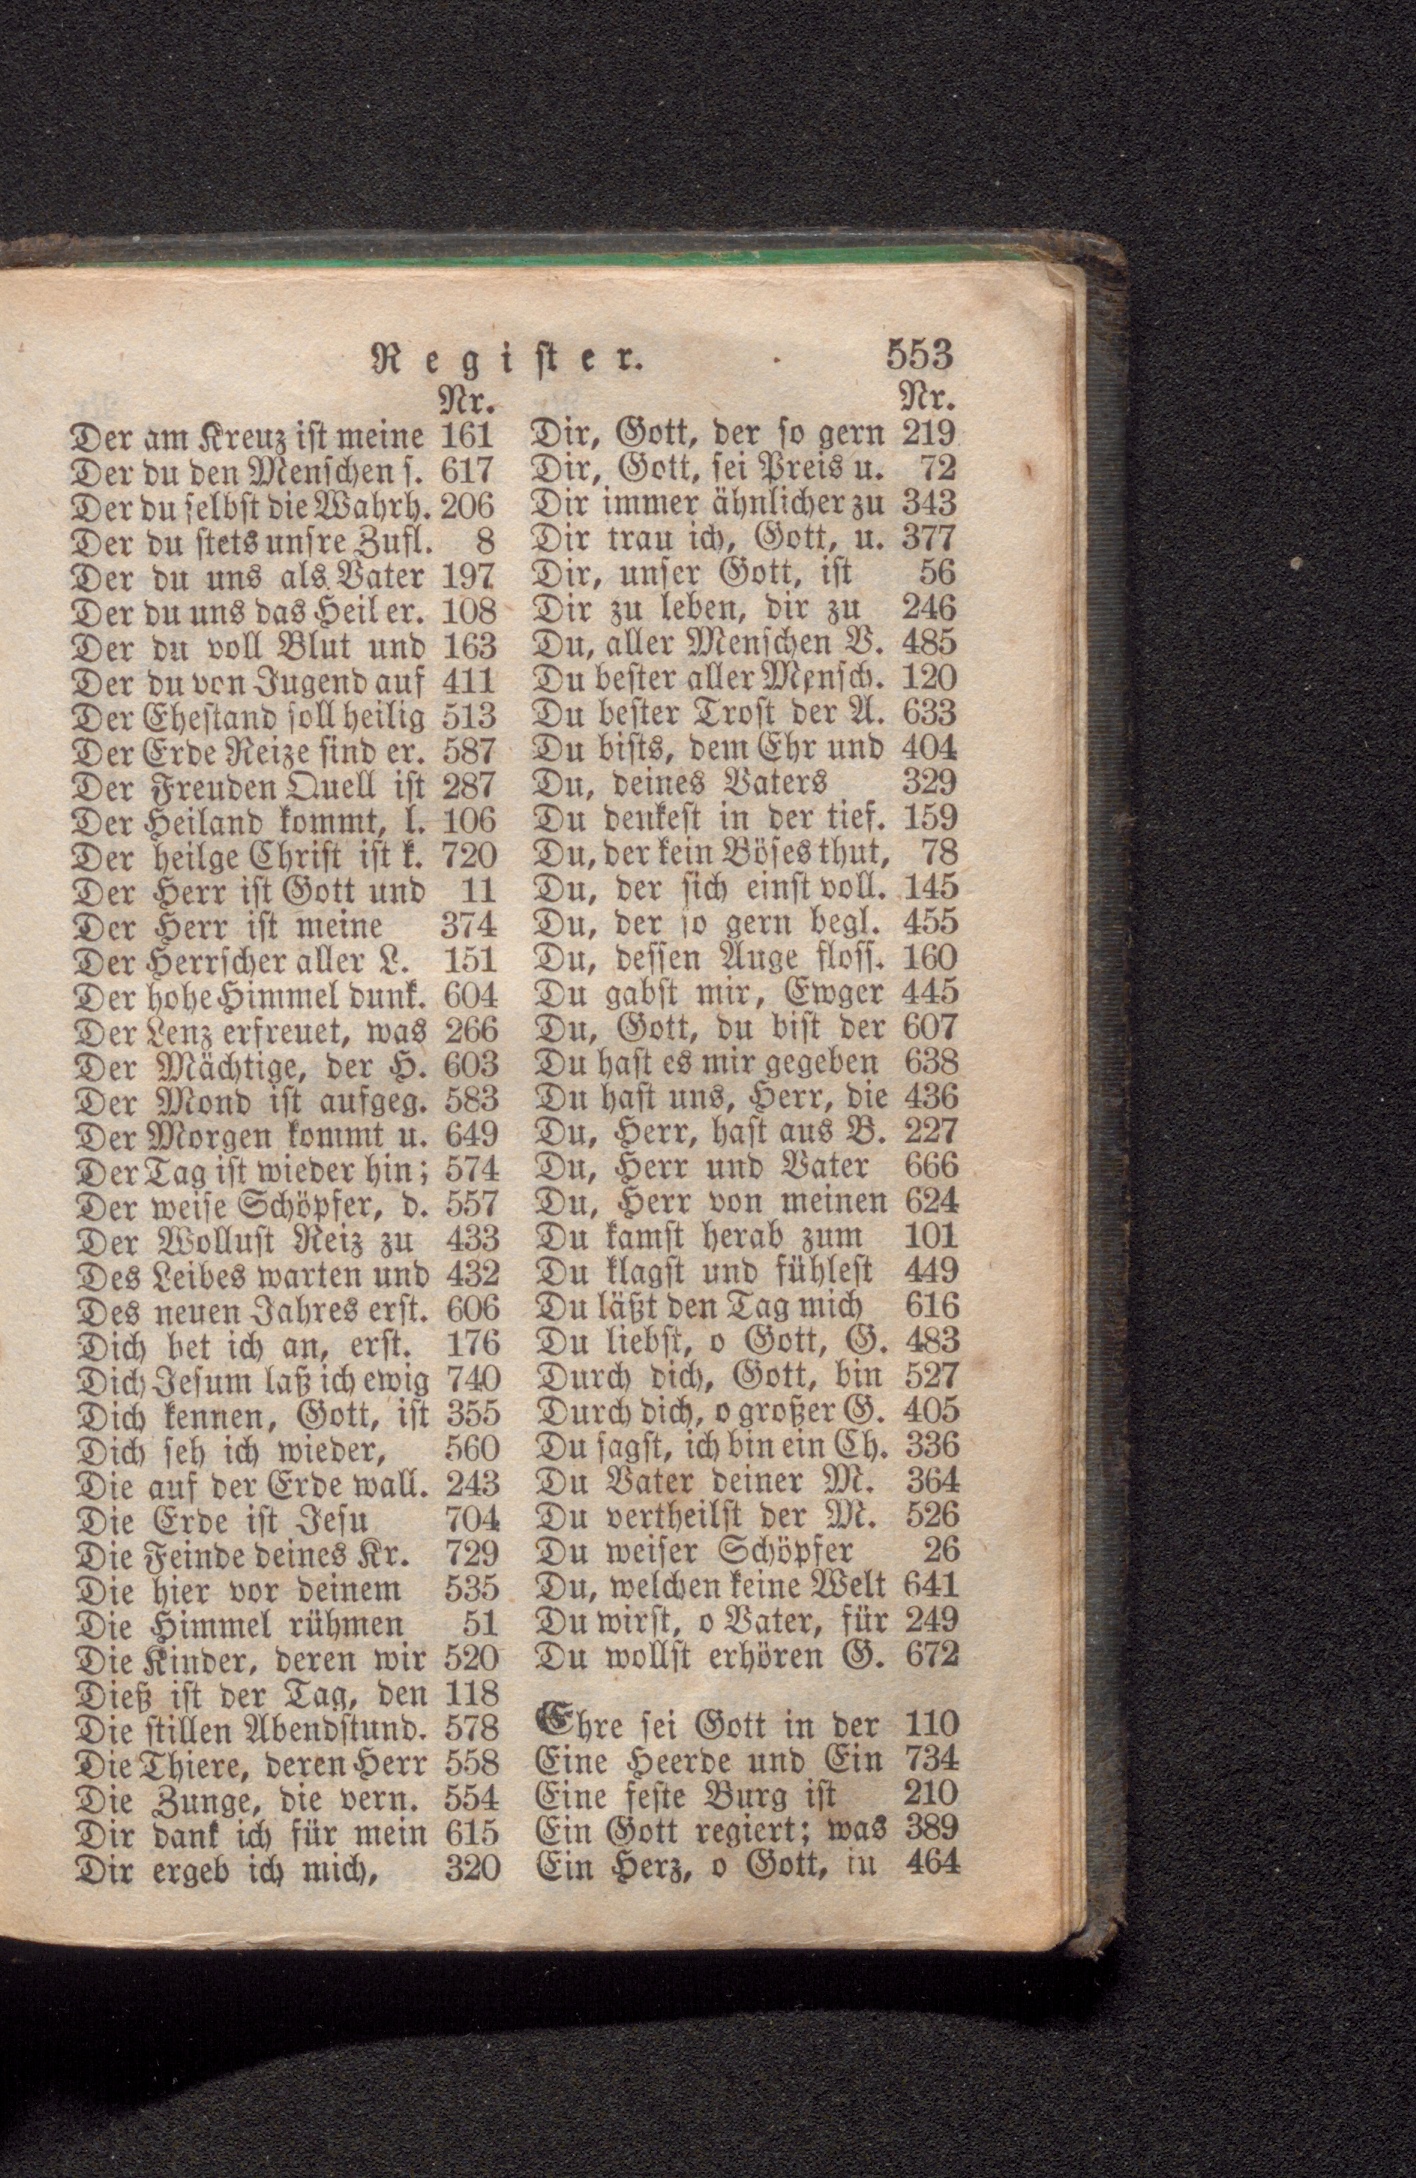 Register. 553
Nr.
Der am Kreuz ist meine 161
Der du den Menschen s. 617
Der du selbst die Wahrh. 206
Der du stets unsre Zufl. 8
Der du uns als Vater 197
Der du uns das Heil er. 108
Der du voll Blut und 163
Der du von Jugend auf 411
Der Ehestand soll heilig 513
Der Erde Reize sind er. 587
Der Freuden Quell ist 287
Der Heiland kommt, l. 106
Der heilge Christ ist k. 720
Der Herr ist Gott und 11
Der Herr ist meine 374
Der Herrscher aller L. 151
Der hohe Himmel dunk. 604
Der Lenz erfreuet, was 266
Der Mächtige, der H. 603
Der Mond ist aufgeg. 583
Der Morgen kommt u. 649
Der Tag ist wieder hin; 574
Der weise Schöpfer, d. 557
Der Wollust Reiz zu 433
Des Leibes warten und 432
Des neuen Jahres erst. 606
Dich bet ich an, erst. 176
Dich Jesum laß ich ewig 740
Dich kennen, Gott, ist 355
Dich seh ich wieder, 560
Die auf der Erde wall. 243
Die Erde ist Jesu 704
Die Feinde deines Kr. 729
Die hier vor deinem 535
Die Himmel rühmen 51
Die Kinder, deren wir 520
Dieß ist der Tag, den 118
Die stillen Abendstund. 578
Die Thiere, deren Herr 558
Die Zunge, die vern. 554
Dir dank ich für mein 615
Dir ergeb ich mich, 320
Nr.
Dir, Gott, der so gern 219
Dir, Gott, sei Preis u. 72
Dir immer ähnlicher zu 343
Dir trau ich, Gott, u. 377
Dir, unser Gott, ist 56
Dir zu leben, dir zu 246
Du, aller Menschen V. 485
Du bester aller Mensch. 120
Du bester Trost der A. 633
Du bists, dem Ehr und 404
Du, deines Vaters 329
Du denkest in der tief. 159
Du, der kein Böses thut, 78
Du, der sich einst voll. 145
Du, der so gern begl. 455
Du, dessen Auge floss. 160
Du gabst mir, Ewger 445
Du, Gott, du bist der 607
Du hast es mir gegeben 638
Du hast uns, Herr, die 436
Du, Herr, hast aus B. 227
Du, Herr und Vater 666
Du, Herr von meinen 624
Du kamst herab zum 101
Du klagst und fühlest 449
Du läßt den Tag mich 616
Du liebst, o Gott, G. 483
Durch dich, Gott, bin 527
Durch dich, o großer G. 405
Du sagst, ich bin ein Ch. 336
Du Vater deiner M. 364
Du vertheilst der M. 526
Du weiser Schöpfer 26
Du, welchen keine Welt 641
Du wirst, o Vater, für 249
Du wollst erhören G. 672
Ehre sei Gott in der 110
Eine Heerde und Ein 734
Eine feste Burg ist 210
Ein Gott regiert; was 389
Ein Herz, o Gott, in 464